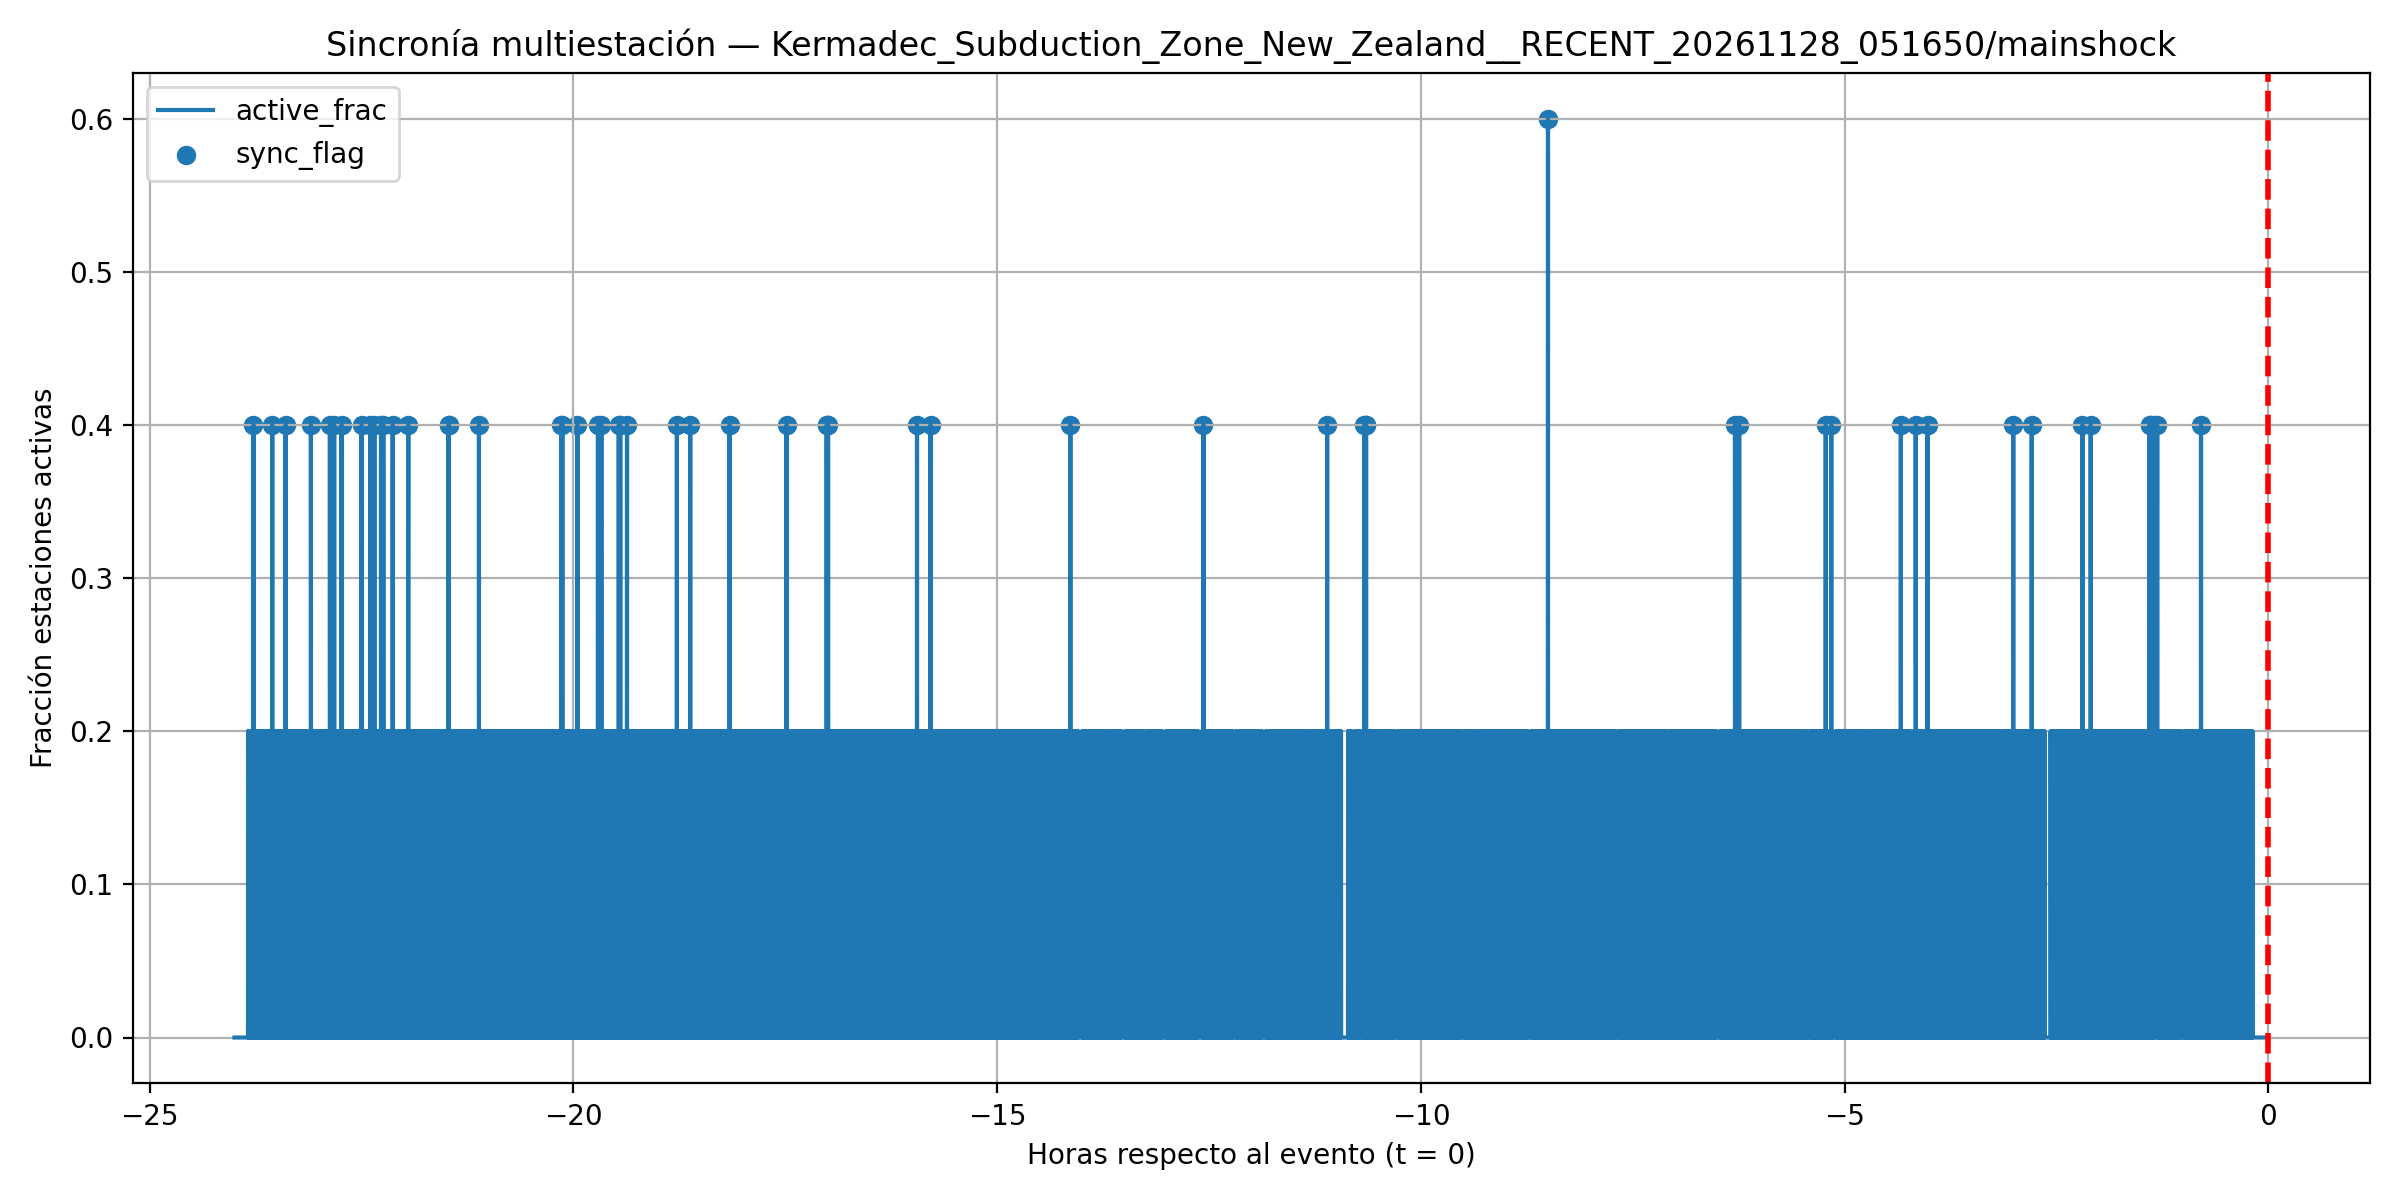 Sincronía multiestación — Kermadec_Subduction_Zone_New_Zealand__RECENT_20261128_051650/mainshock
active_frac
sync_flag
0.6
0.5
0.4
0.3
0.2
0.1
0.0
Fracción estaciones activas
−25 −20 −15 −10 −5 0
Horas respecto al evento (t = 0)